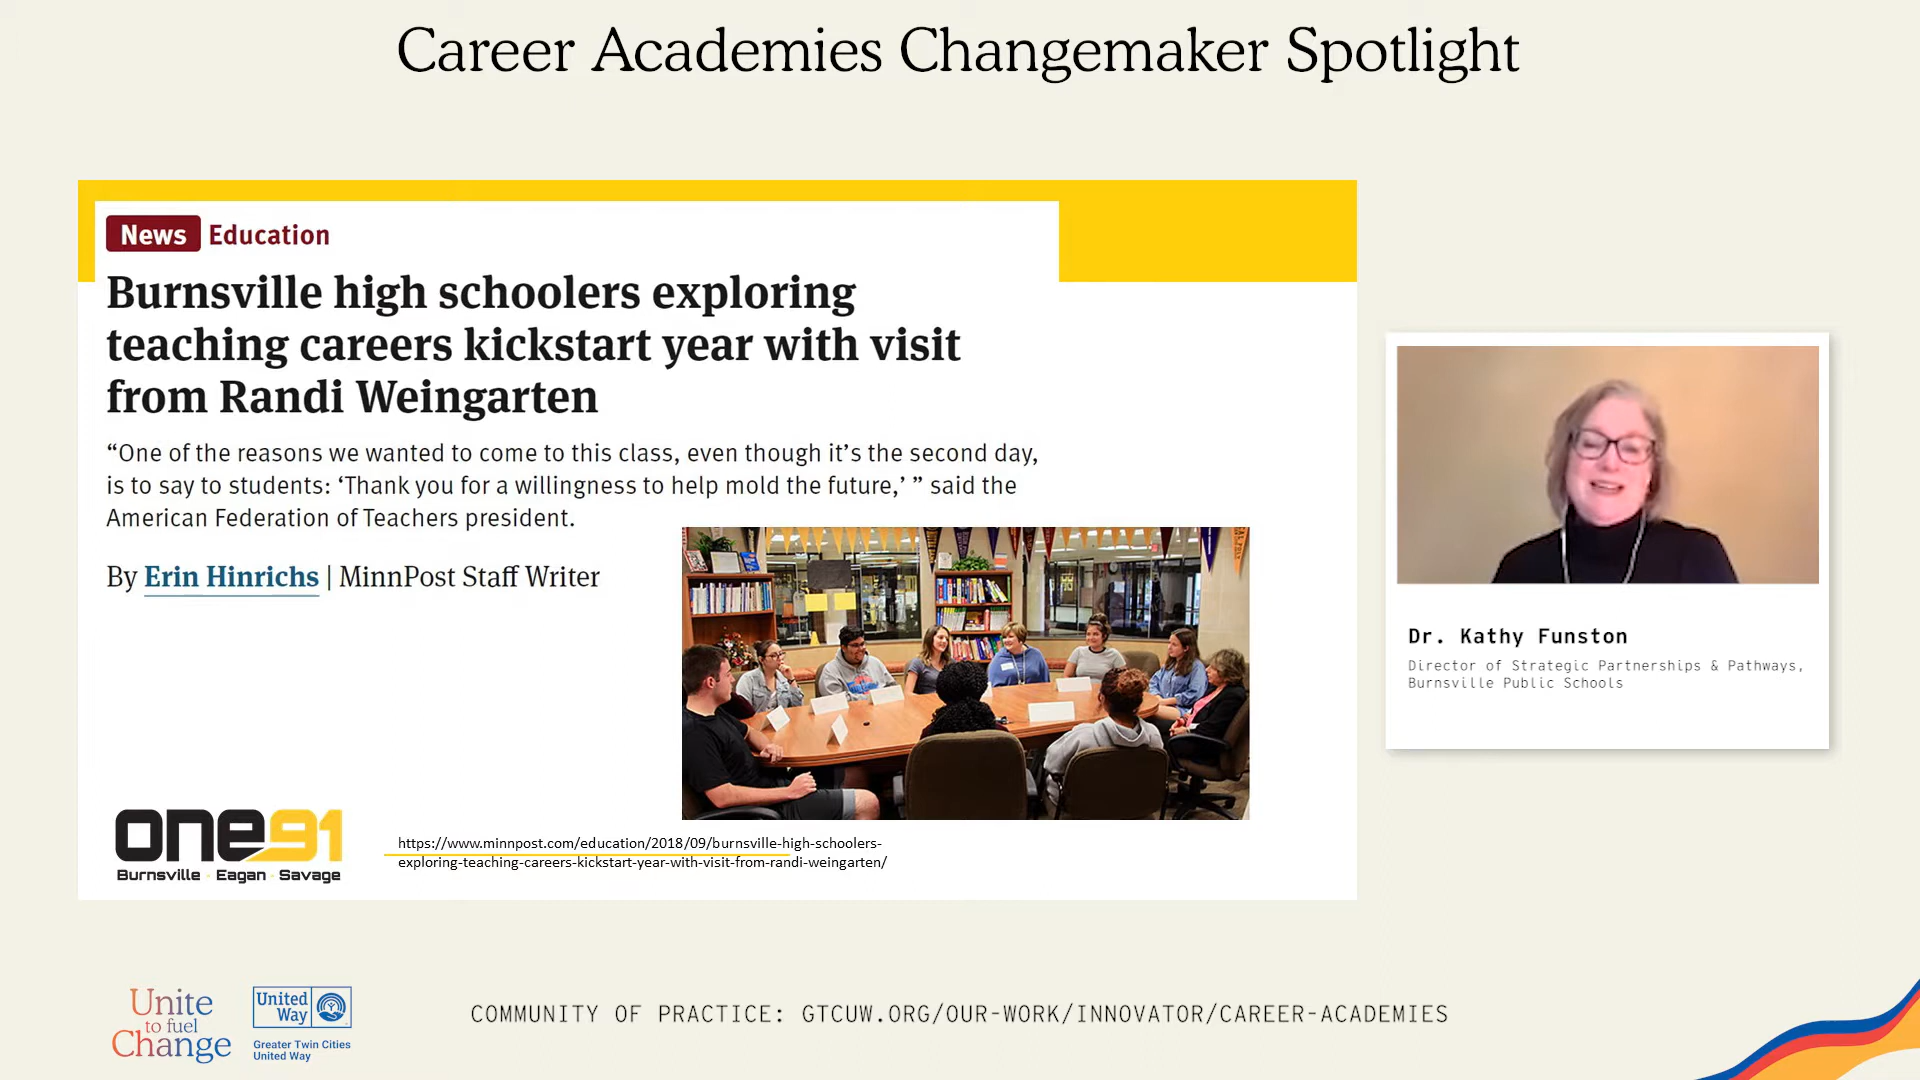 Career Academies Changemaker Spotlight
News Education
Burnsville high schoolers exploring
teaching careers kickstart year with visit
from Randi Weingarten
“One of the reasons we wanted to come to this class, even though it’s the second day,
is to say to students: ‘Thank you for a willingness to help mold the future,’ ” said the
American Federation of Teachers president.
By Erin Hinrichs | MinnPost Staff Writer
Dr. Kathy Funston
Director of Strategic Partnerships & Pathways,
Burnsville Public Schools
one91
Burnsville Eagan Savage
https://www.minnpost.com/education/2018/09/burnsville-high-schoolers-
exploring-teaching-careers-kickstart-year-with-visit-from-randi-weingarten/
Unite
to fuel
Change
United
Way
Greater Twin Cities
United Way
COMMUNITY OF PRACTICE: GTCUW.ORG/OUR-WORK/INNOVATOR/CAREER-ACADEMIES